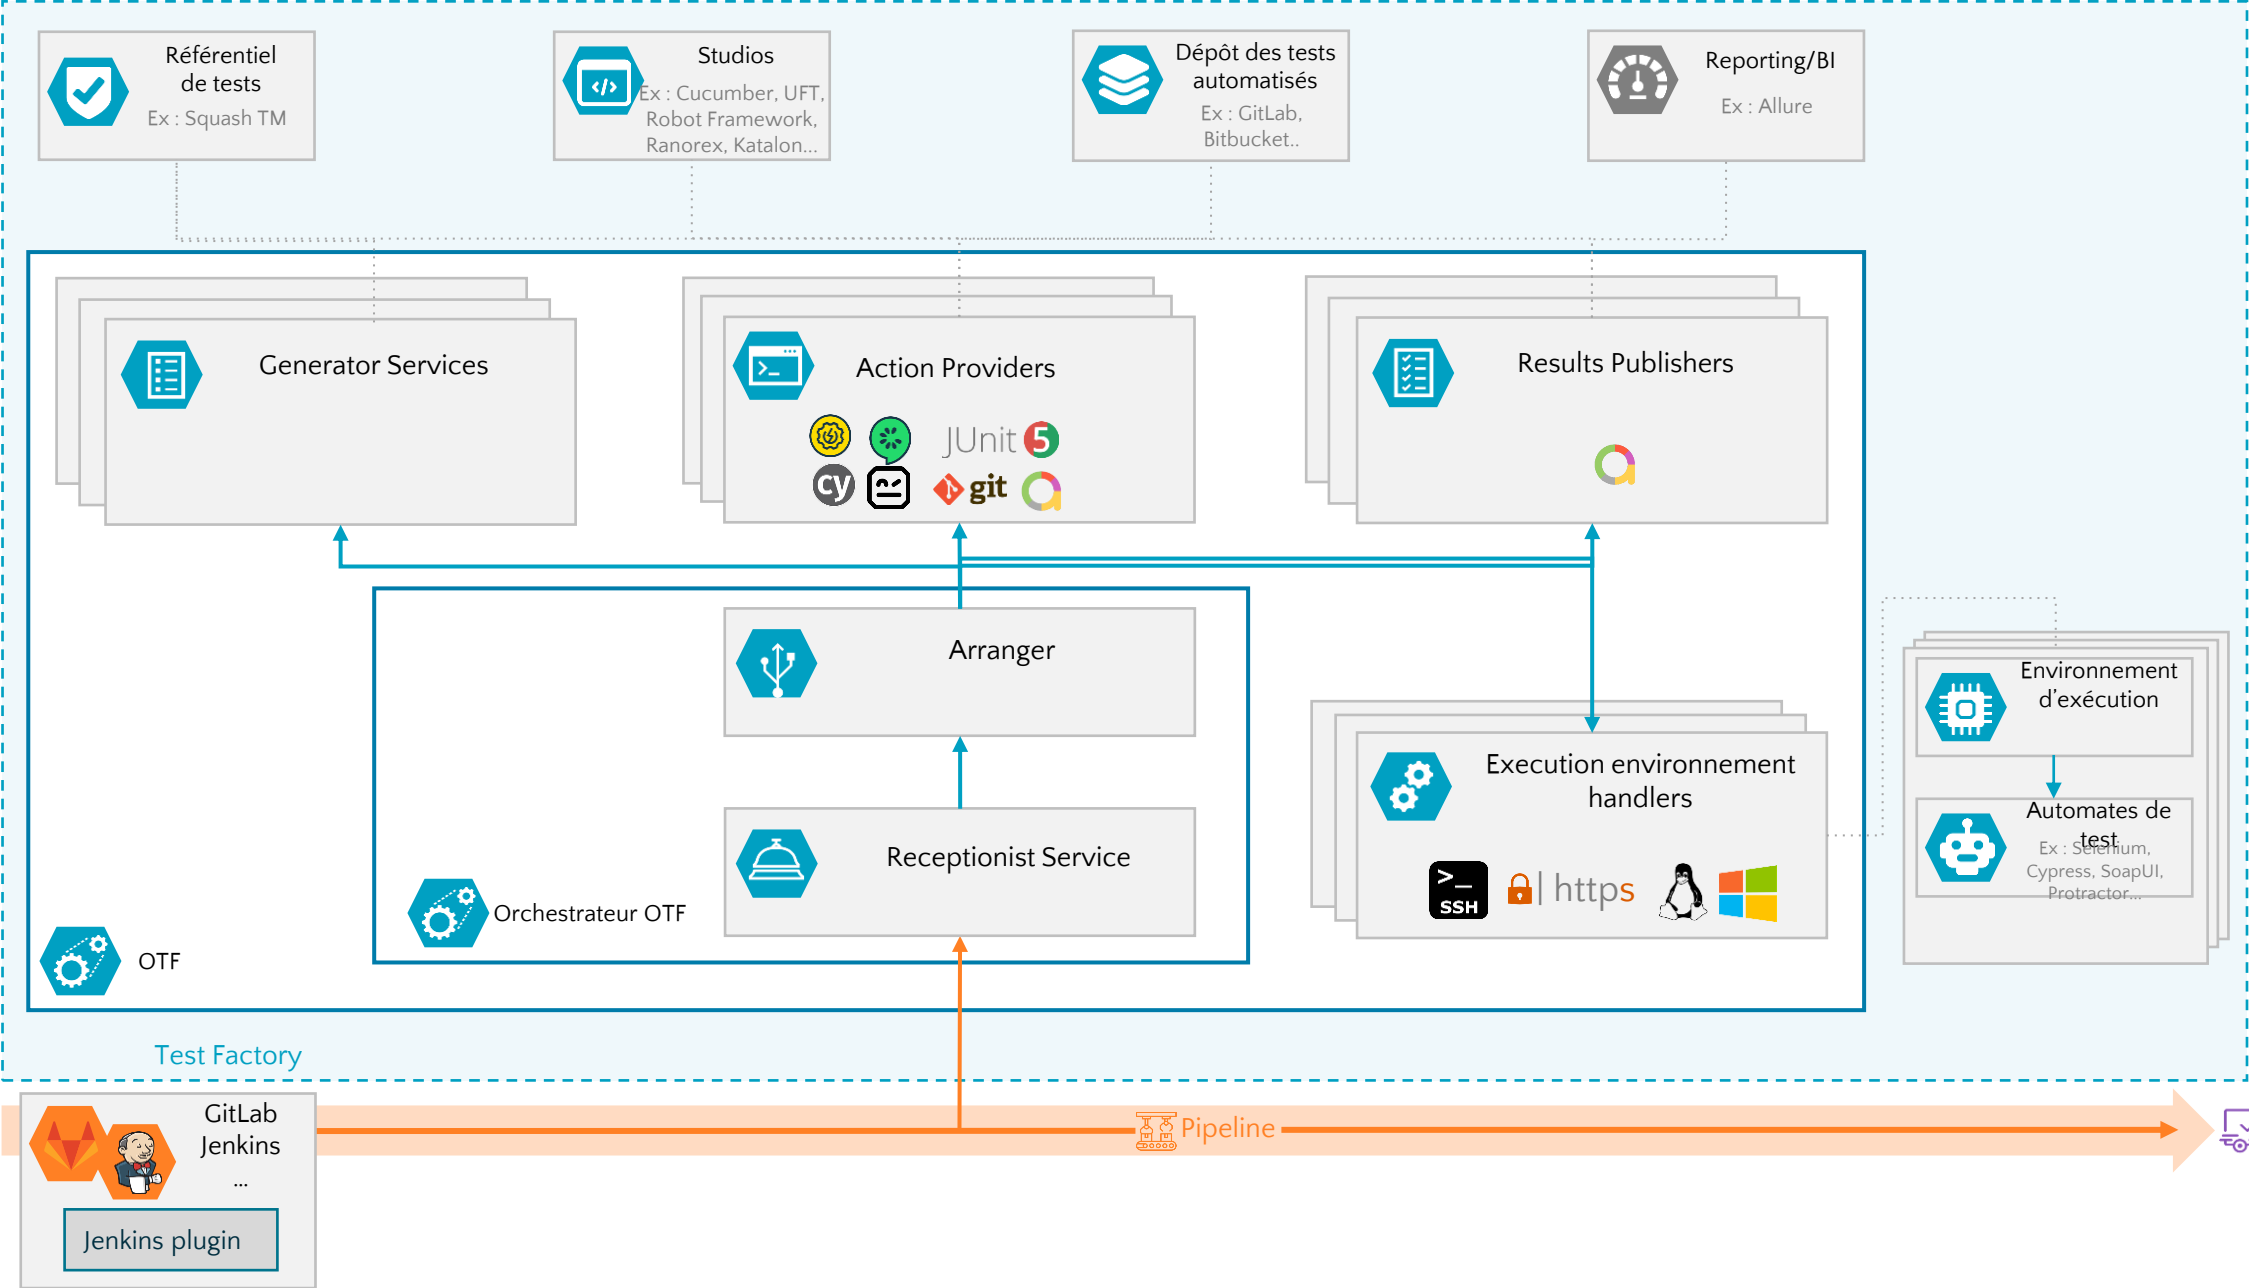 Référentiel
de tests
Ex : Squash TM
Studios
Ex : Cucumber, UFT,
Robot Framework,
Ranorex, Katalon...
Dépôt des tests
automatisés
Ex : GitLab,
Bitbucket..
Reporting/BI
Ex : Allure
Generator Services
Action Providers
JUnit 5
cy
git
Results Publishers
Arranger
Receptionist Service
Orchestrateur OTF
OTF
Execution environnement
handlers
>_
SSH
https
Environnement
d’exécution
Automates de
test
Ex : Selenium,
Cypress, SoapUI,
Protractor...
Test Factory
GitLab
Jenkins
...
Jenkins plugin
Pipeline